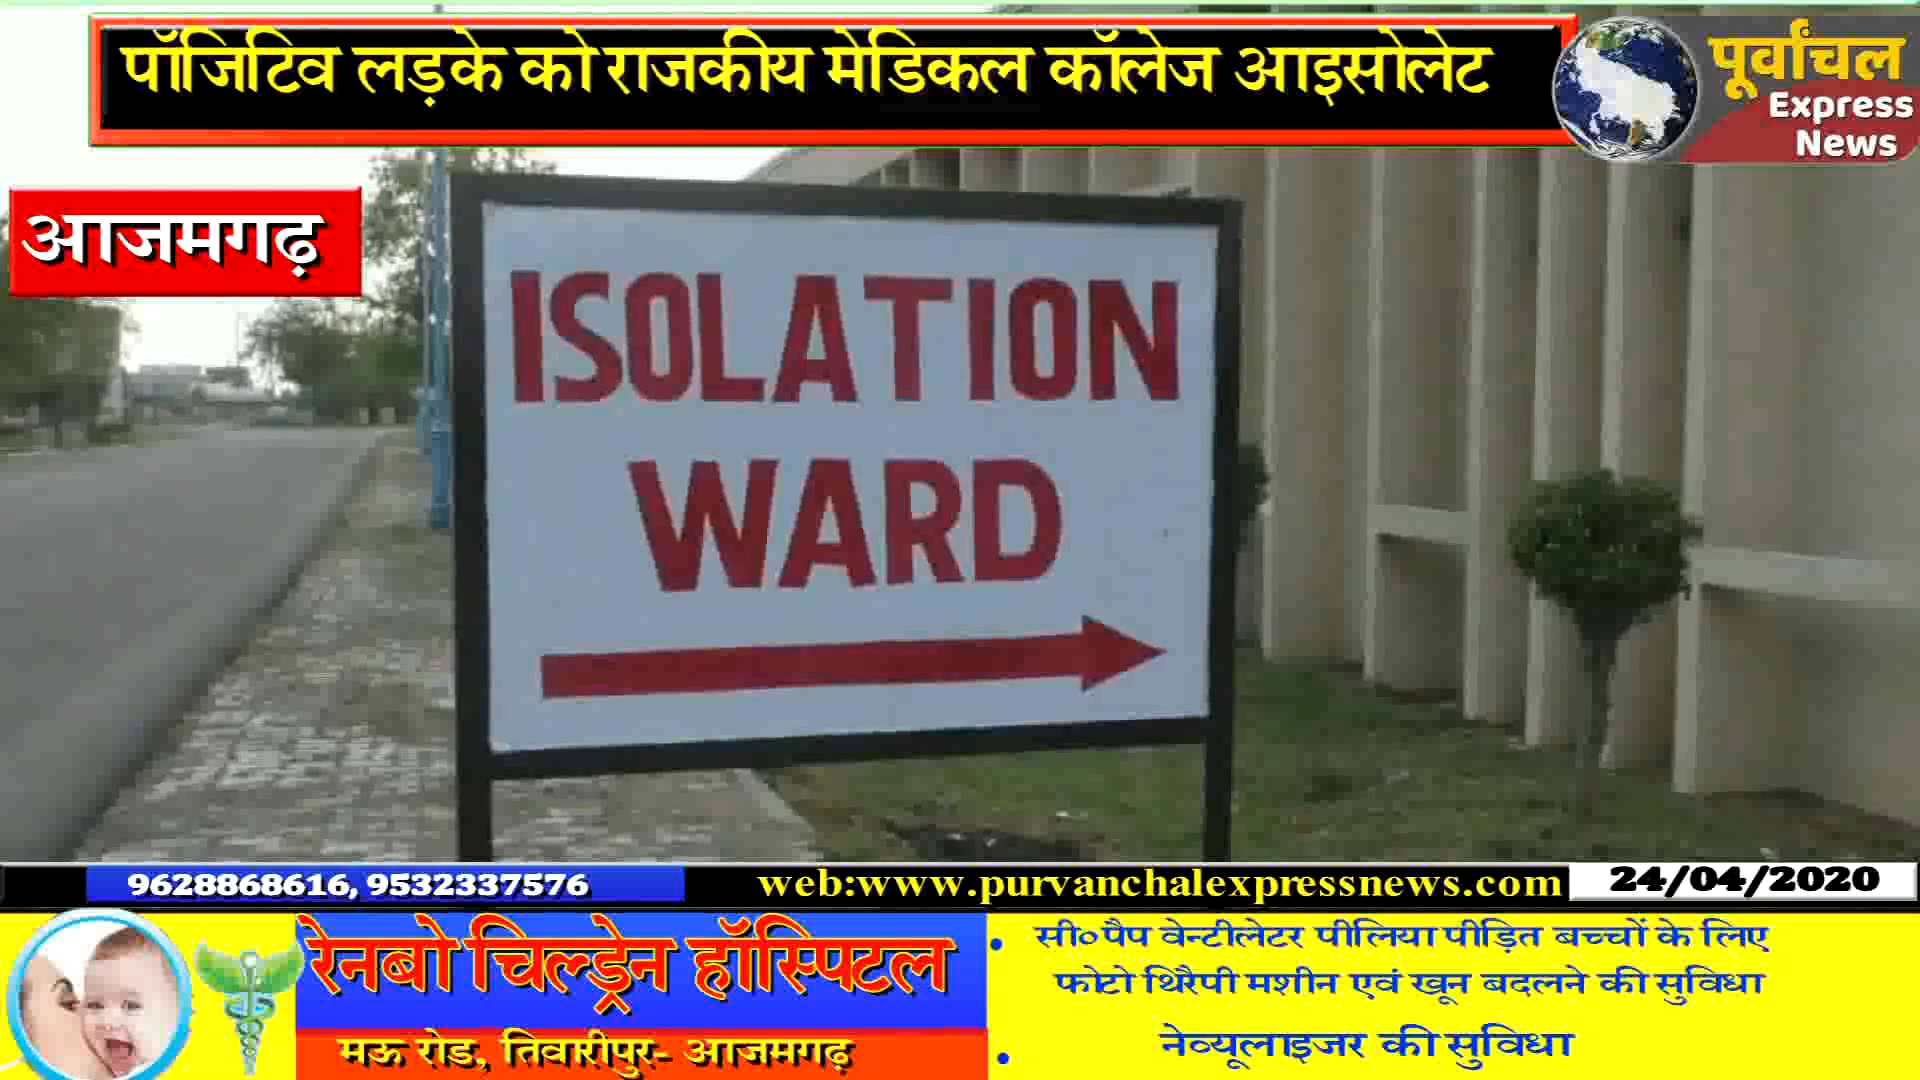 पॉजिटिव लड़के को राजकीय मेडिकल कॉलेज आइसोलेट
पूर्वांचल
Express
News
आजमगढ़
ISOLATION
WARD
9628868616, 9532337576
web:www.purvanchalexpressnews.com
24/04/2020
रेनबो चिल्ड्रेन हॉस्पिटल
मऊ रोड, तिवारीपुर- आजमगढ़
• सी०पैप वेन्टीलेटर पीलिया पीड़ित बच्चों के लिए
फोटो थिरैपी मशीन एवं खून बदलने की सुविधा
• नेव्यूलाइजर की सुविधा